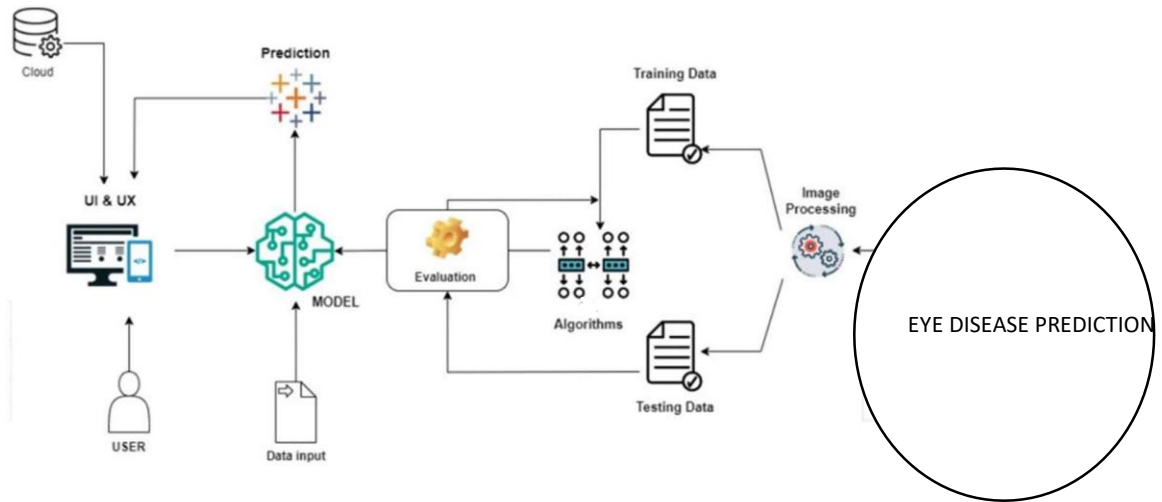 Cloud
Prediction
Training Data
UI & UX
Image
Processing
Evaluation
MODEL
Algorithms
EYE DISEASE PREDICTION
Testing Data
USER
Data input